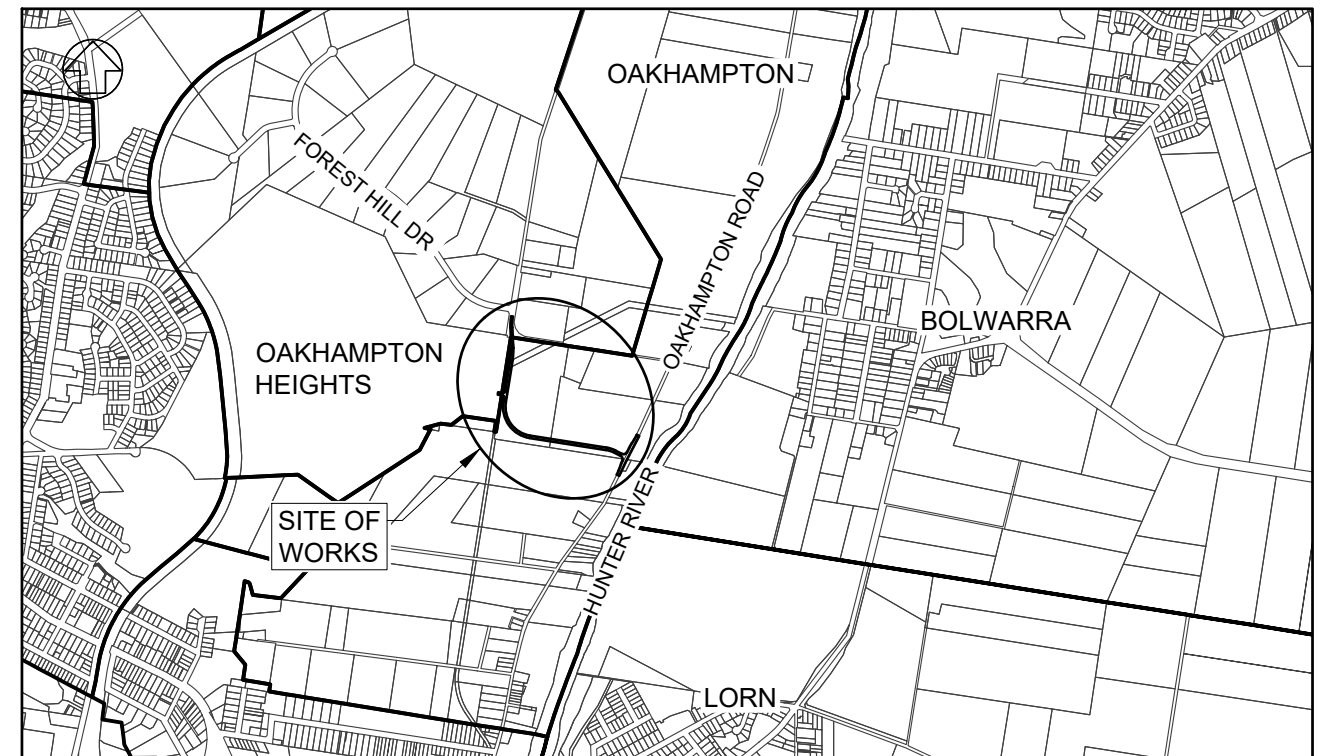 OAKHAMPTON
FOREST HILL DR
OAKHAMPTON ROAD
BOLWARRA
OAKHAMPTON
HEIGHTS
SITE OF
WORKS
HUNTER RIVER
LORN